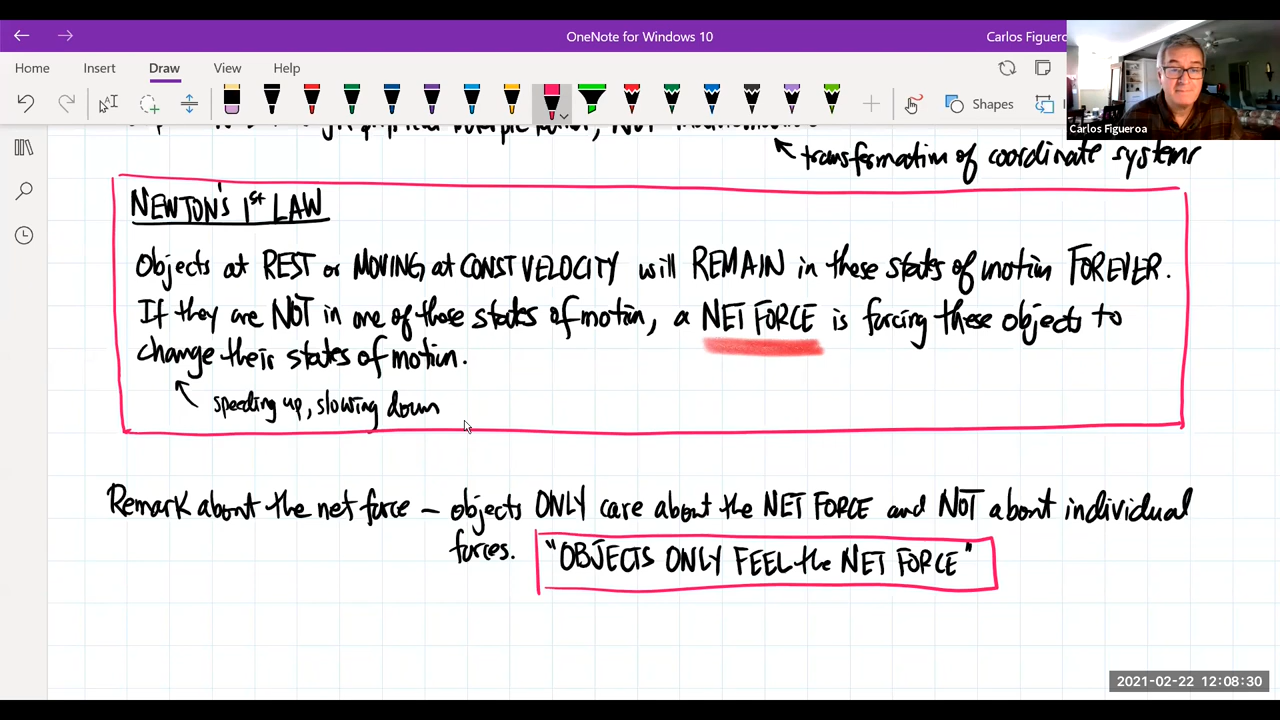 OneNote for Windows 10
Carlos Figuero
Home Insert Draw View Help
Shapes
Carlos Figueroa
transformation of coordinate systems
NEWTON'S 1st LAW
Objects at REST or MOVING at CONST VELOCITY will REMAIN in these states of motion FOREVER.
If they are NOT in one of those states of motion, a NET FORCE is forcing these objects to
change their states of motion.
speeding up, slowing down
Remark about the net force – objects ONLY care about the NET FORCE and NOT about individual
forces.
"OBJECTS ONLY FEEL the NET FORCE"
2021-02-22 12:08:30